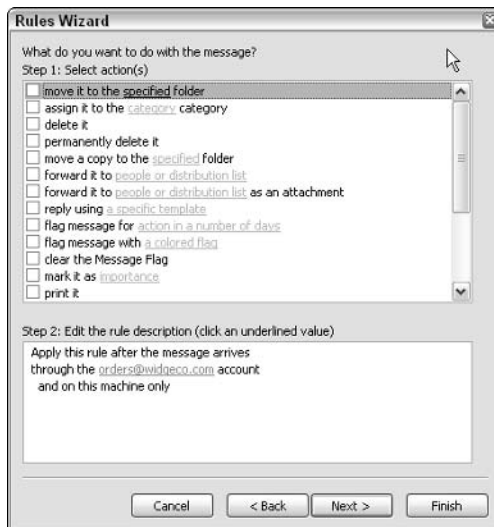 Rules Wizard
What do you want to do with the message?
Step 1: Select action(s)
move it to the specified folder
assign it to the category category
delete it
permanently delete it
move a copy to the specified folder
forward it to people or distribution list
forward it to people or distribution list as an attachment
reply using a specific template
flag message for action in a number of days
flag message with a colored flag
clear the Message Flag
mark it as importance
print it
Step 2: Edit the rule description (click an underlined value)
Apply this rule after the message arrives
through the orders@widgeco.com account
and on this machine only
Cancel < Back Next > Finish